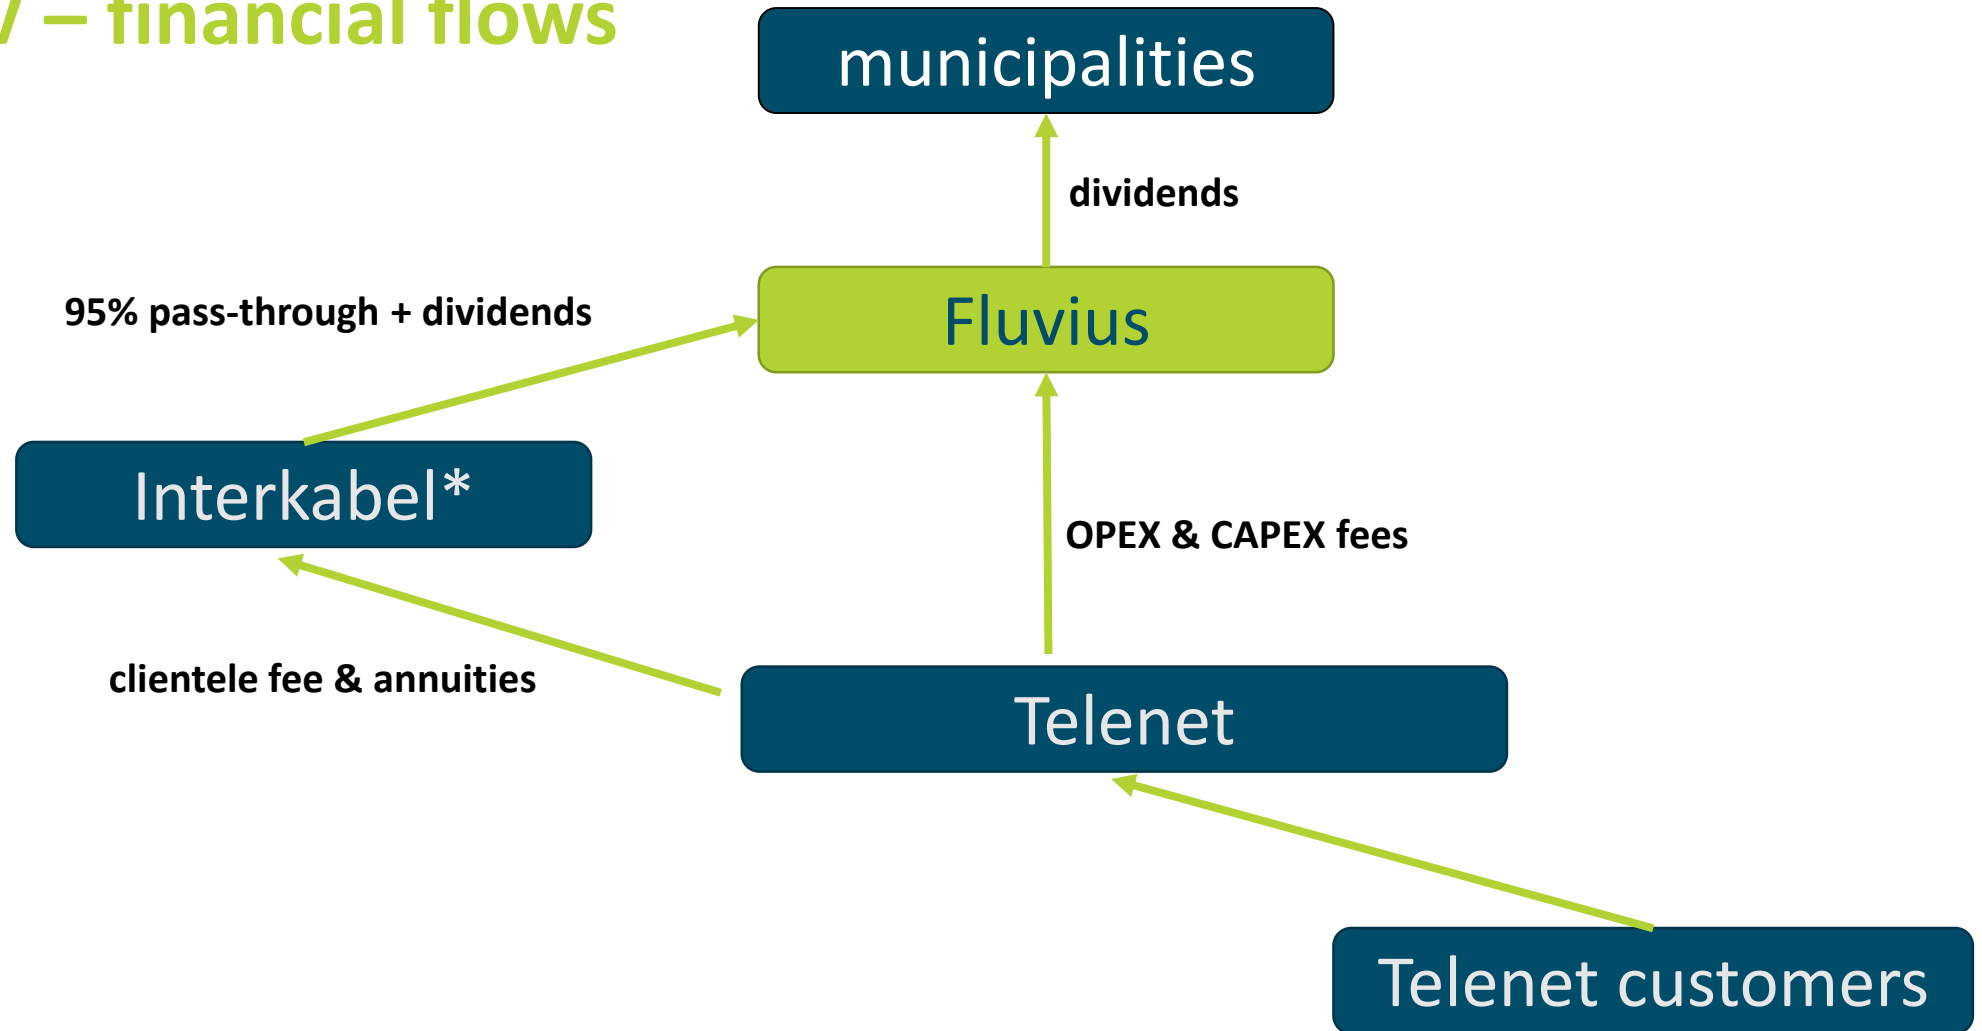 – financial flows
municipalities
dividends
95% pass-through + dividends
Fluvius
Interkabel*
OPEX & CAPEX fees
clientele fee & annuities
Telenet
Telenet customers